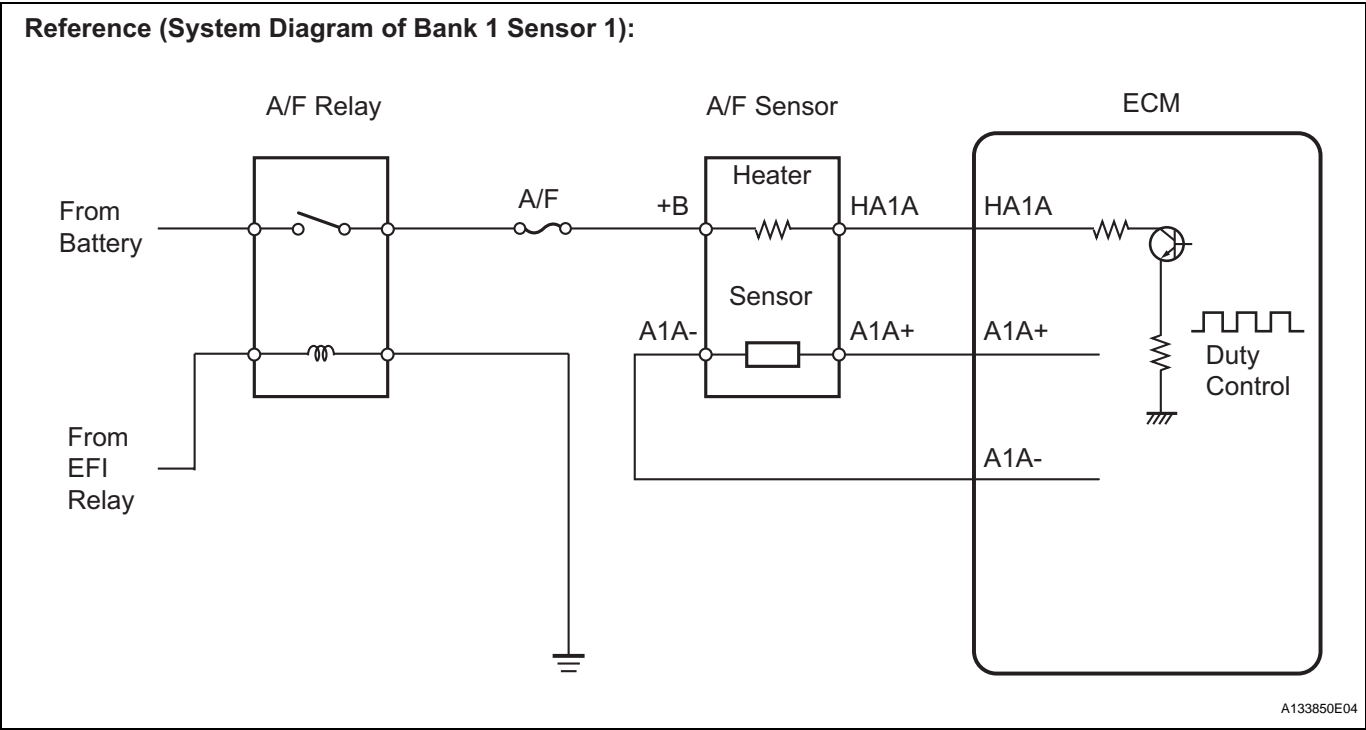 Reference (System Diagram of Bank 1 Sensor 1):
A/F Relay
A/F Sensor
ECM
From
Battery
A/F
+B
Heater
HA1A
HA1A
Sensor
A1A-
A1A+
A1A+
Duty
Control
From
EFI
Relay
A1A-
A133850E04